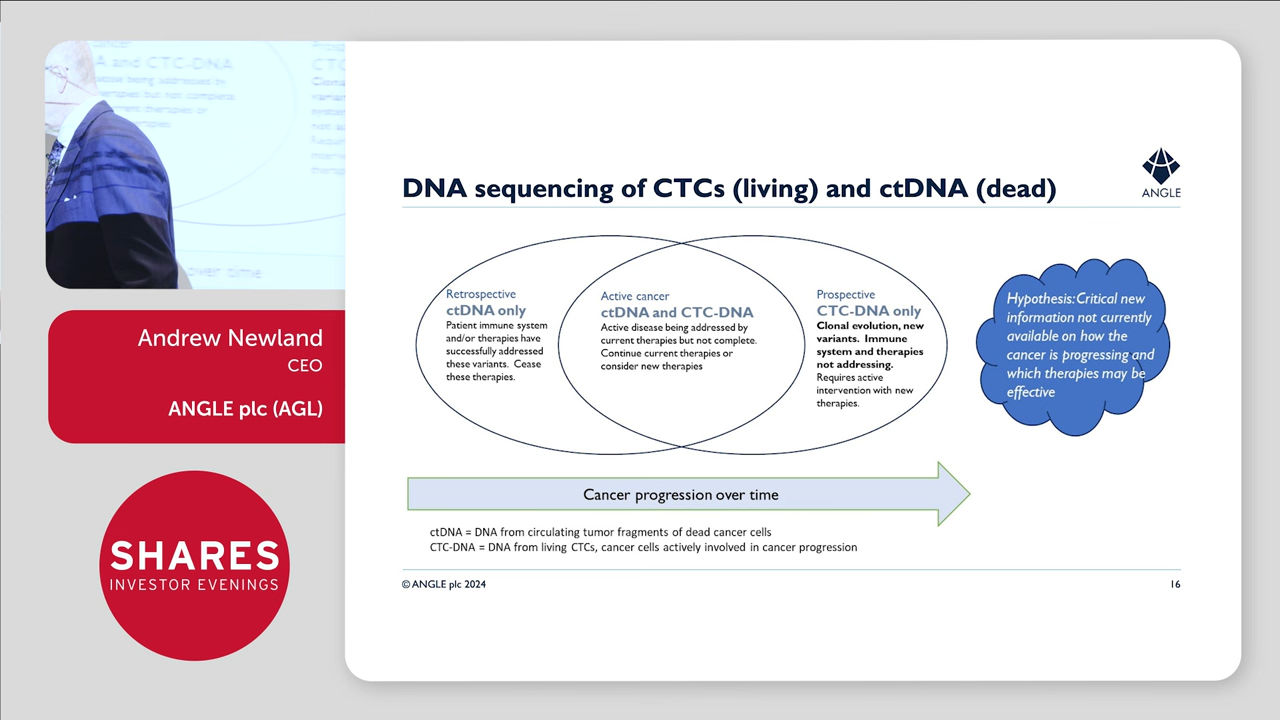 A and CTC-DNA
over time
Andrew Newland
CEO
ANGLE plc (AGL)
SHARES
INVESTOR EVENINGS
DNA sequencing of CTCs (living) and ctDNA (dead)
ANGLE
Retrospective
ctDNA only
Patient immune system
and/or therapies have
successfully addressed
these variants. Cease
these therapies.
Active cancer
ctDNA and CTC-DNA
Active disease being addressed by
current therapies but not complete.
Continue current therapies or
consider new therapies
Prospective
CTC-DNA only
Clonal evolution, new
variants. Immune
system and therapies
not addressing.
Requires active
intervention with new
therapies.
Hypothesis: Critical new
information not currently
available on how the
cancer is progressing and
which therapies may be
effective
Cancer progression over time
ctDNA = DNA from circulating tumor fragments of dead cancer cells
CTC-DNA = DNA from living CTCs, cancer cells actively involved in cancer progression
© ANGLE plc 2024
16